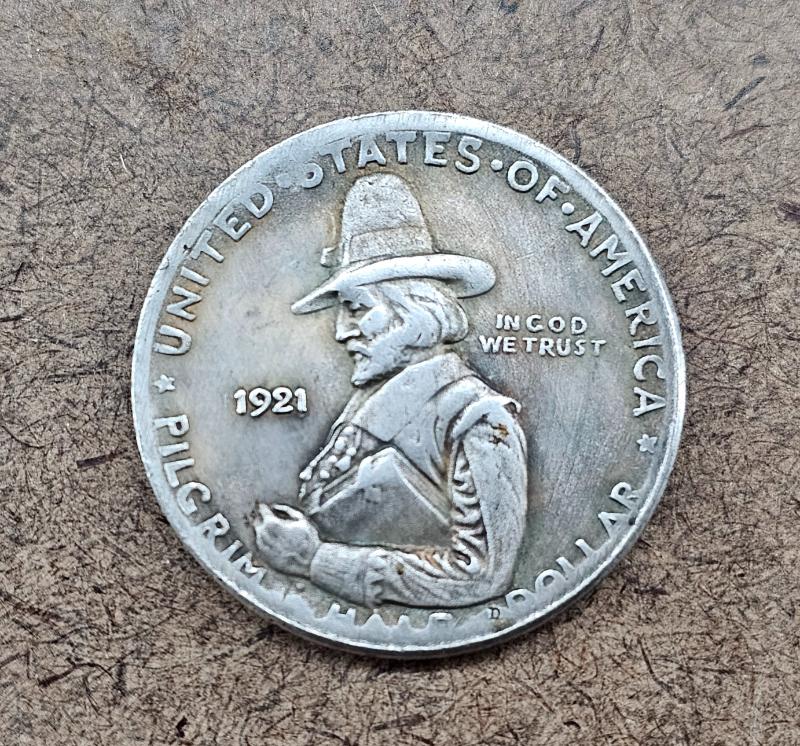 UNITED·STATES·OF·AMERICA
IN GOD
WE TRUST
1921
PILGRIM HALF DOLLAR
D